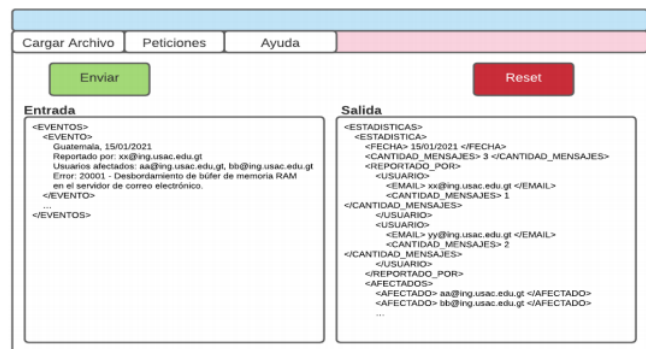 Cargar Archivo Peticiones Ayuda
Enviar Reset
Entrada
<EVENTOS>
<EVENTO>
Guatemala, 15/01/2021
Reportado por: xx@ing.usac.edu.gt
Usuarios afectados: aa@ing.usac.edu.gt, bb@ing.usac.edu.gt
Error: 20001 - Desbordamiento de búfer de memoria RAM
en el servidor de correo electrónico.
</EVENTO>
...
</EVENTOS>
Salida
<ESTADISTICAS>
<ESTADISTICA>
<FECHA> 15/01/2021 </FECHA>
<CANTIDAD_MENSAJES> 3 </CANTIDAD_MENSAJES>
<REPORTADO_POR>
<USUARIO>
<EMAIL> xx@ing.usac.edu.gt </EMAIL>
<CANTIDAD_MENSAJES> 1
</CANTIDAD_MENSAJES>
</USUARIO>
<USUARIO>
<EMAIL> yy@ing.usac.edu.gt </EMAIL>
<CANTIDAD_MENSAJES> 2
</CANTIDAD_MENSAJES>
</USUARIO>
</REPORTADO_POR>
<AFECTADOS>
<AFECTADO> aa@ing.usac.edu.gt </AFECTADO>
<AFECTADO> bb@ing.usac.edu.gt </AFECTADO>
...